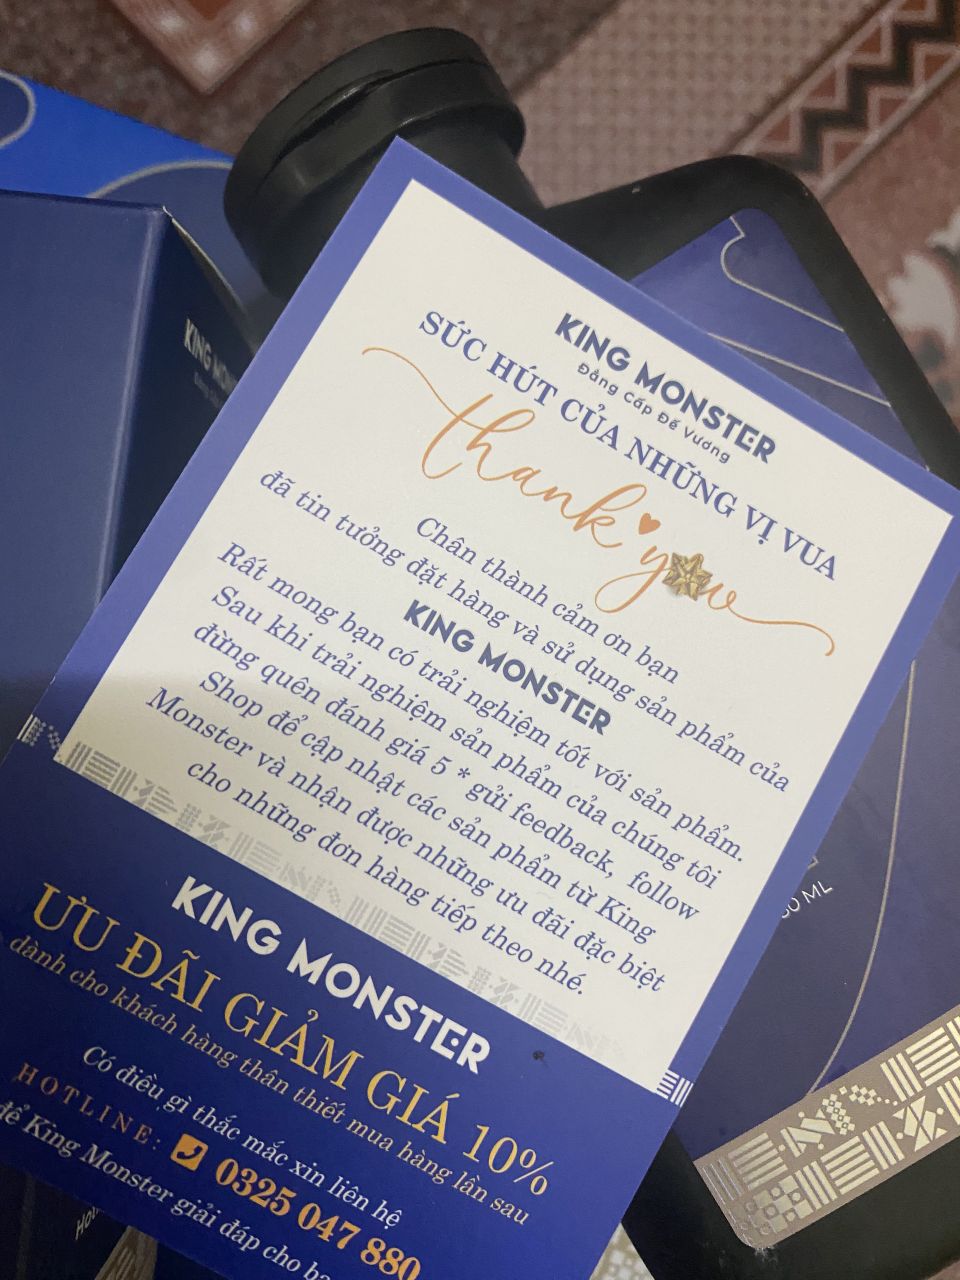 KING MONSTER
Đẳng Cấp Đế Vương
SỨC HÚT CỦA NHỮNG VỊ VUA
thank you
Chân thành cảm ơn bạn
đã tin tưởng đặt hàng và sử dụng sản phẩm của
KING MONSTER
Rất mong bạn có trải nghiệm tốt với sản phẩm.
Sau khi trải nghiệm sản phẩm của chúng tôi
đừng quên đánh giá 5 * gửi feedback, follow
Shop để cập nhật các sản phẩm từ King
Monster và nhận được những ưu đãi đặc biệt
cho những đơn hàng tiếp theo nhé.
KING MONSTER
ƯU ĐÃI GIẢM GIÁ 10%
dành cho khách hàng thân thiết mua hàng lần sau
Có điều gì thắc mắc xin liên hệ
HOTLINE: 0325 047 880
để King Monster giải đáp cho
KING
ML